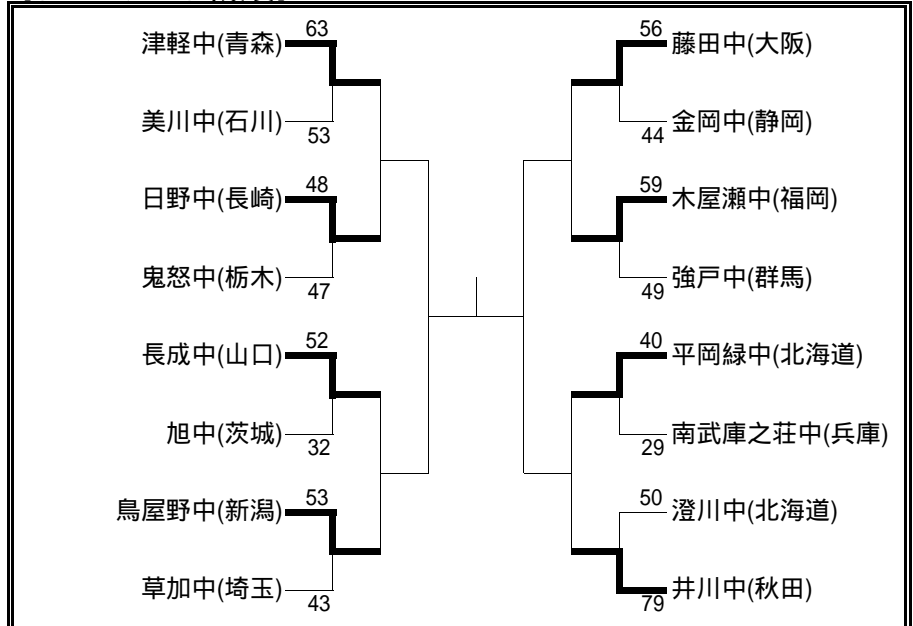 津軽中(青森) 63
美川中(石川) 53
日野中(長崎) 48
鬼怒中(栃木) 47
長成中(山口) 52
旭中(茨城) 32
鳥屋野中(新潟) 53
草加中(埼玉) 43
56 藤田中(大阪)
44 金岡中(静岡)
59 木屋瀬中(福岡)
49 強戸中(群馬)
40 平岡緑中(北海道)
29 南武庫之荘中(兵庫)
50 澄川中(北海道)
79 井川中(秋田)